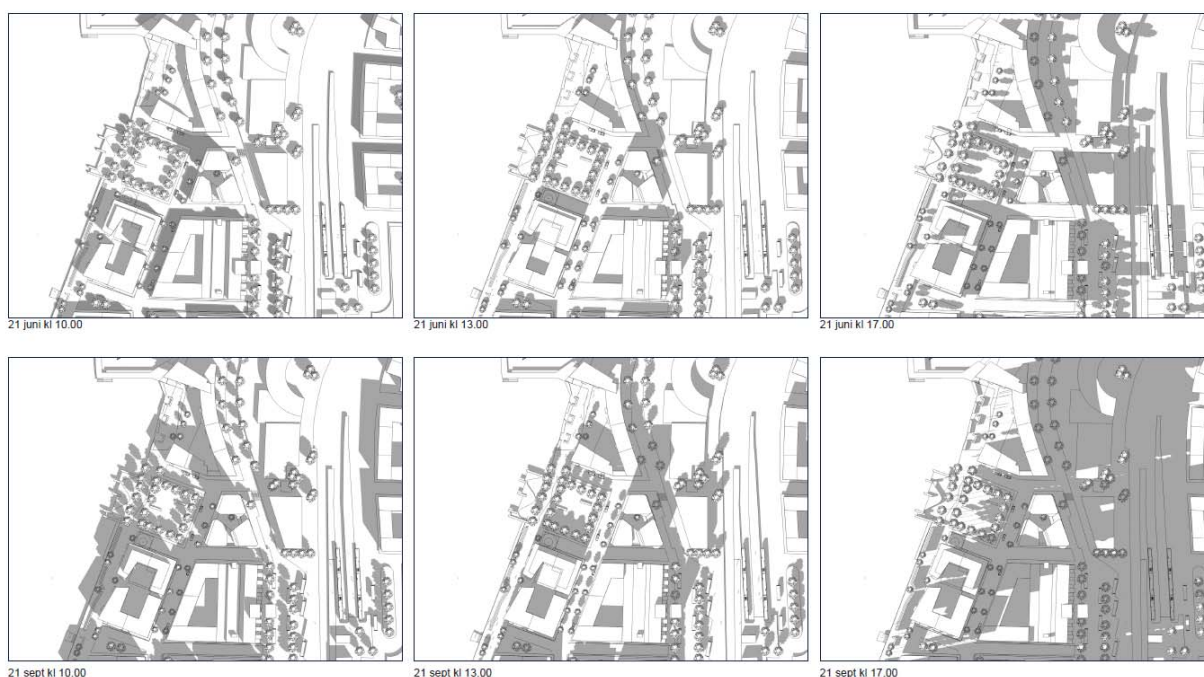 21 juni kl 10.00
21 juni kl 13.00
21 juni kl 17.00
21 sept kl 10.00
21 sept kl 13.00
21 sept kl 17.00